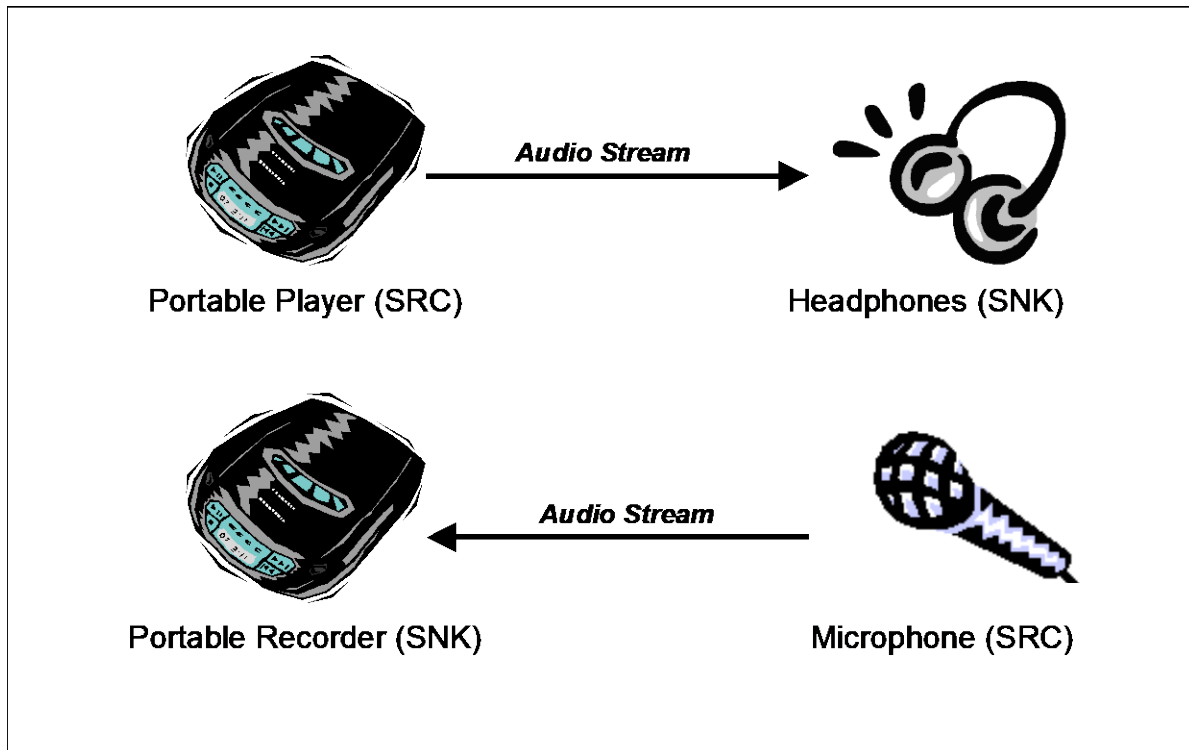 Audio Stream
Portable Player (SRC)
Headphones (SNK)
Audio Stream
Portable Recorder (SNK)
Microphone (SRC)